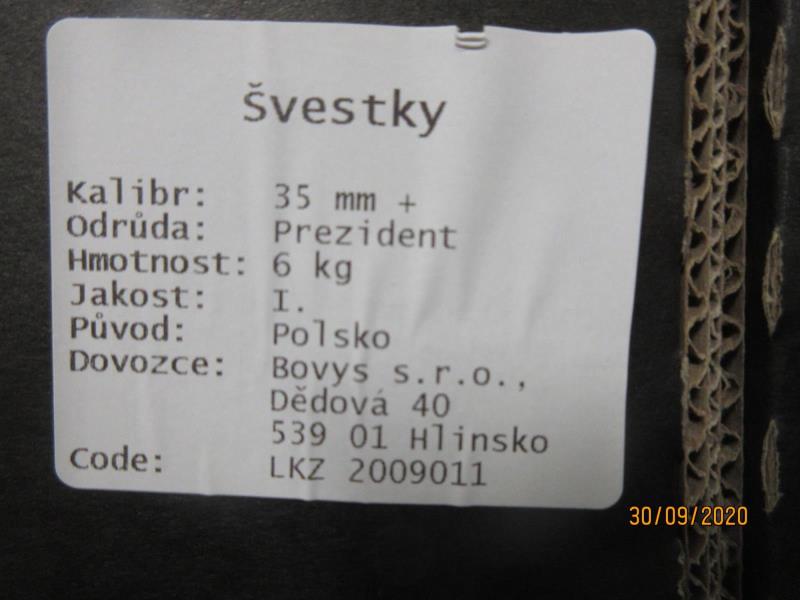 Švestky
Kalibr: 35 mm +
Odrůda: Prezident
Hmotnost: 6 kg
Jakost: I.
Původ: Polsko
Dovozce: Bovys s.r.o.,
Dědová 40
539 01 Hlinsko
Code: LKZ 2009011
30/09/2020